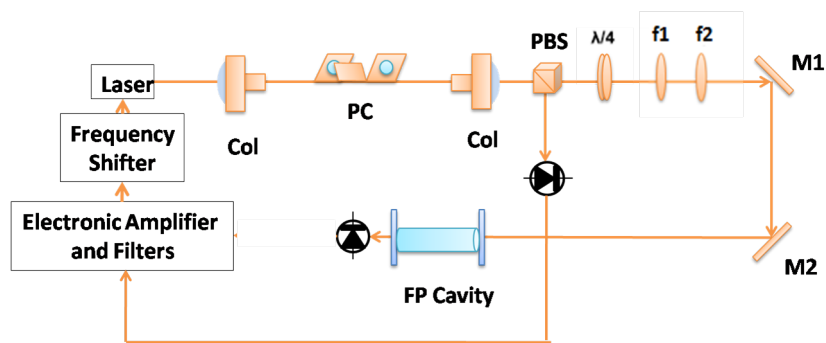 PBS
λ/4
f1
f2
M1
Laser
PC
Col
Col
Frequency
Shifter
Electronic Amplifier
and Filters
FP Cavity
M2